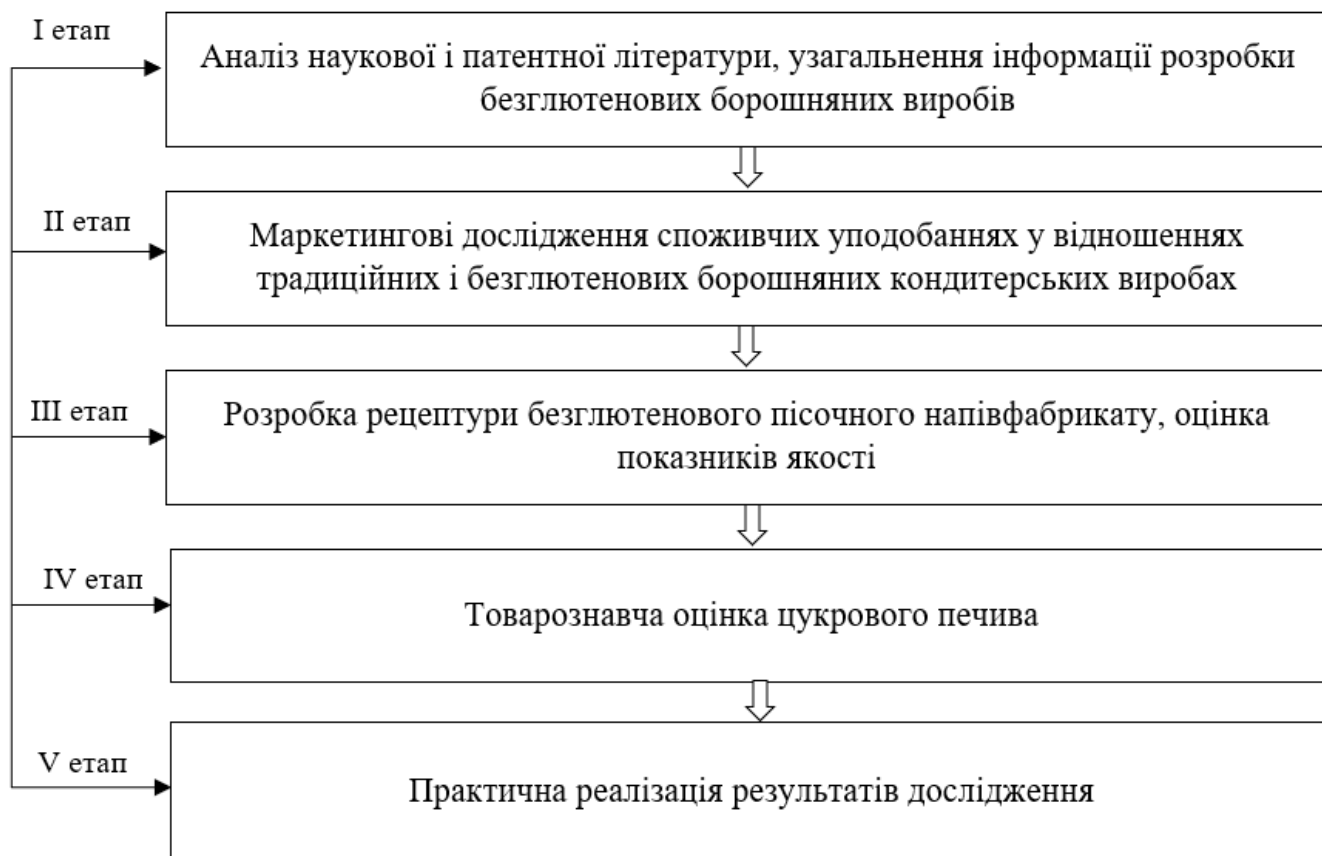 I етап
Аналіз наукової і патентної літератури, узагальнення інформації розробки
безглютенових борошняних виробів
II етап
Маркетингові дослідження споживчих уподобаннях у відношеннях
традиційних і безглютенових борошняних кондитерських виробах
III етап
Розробка рецептури безглютенового пісочного напівфабрикату, оцінка
показників якості
IV етап
Товарознавча оцінка цукрового печива
V етап
Практична реалізація результатів дослідження